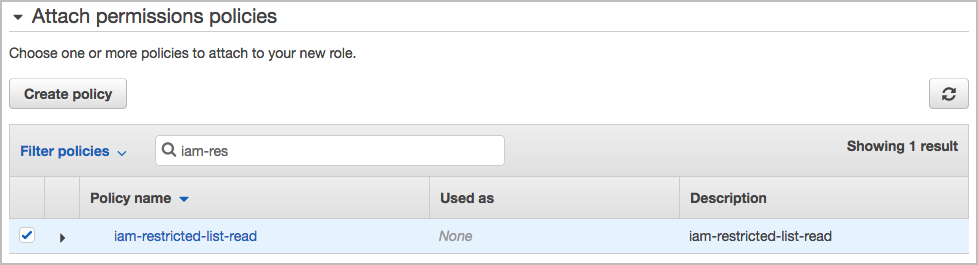 Attach permissions policies
Choose one or more policies to attach to your new role.
Create policy
Filter policies
iam-res
Showing 1 result
Policy name Used as Description
iam-restricted-list-read None iam-restricted-list-read